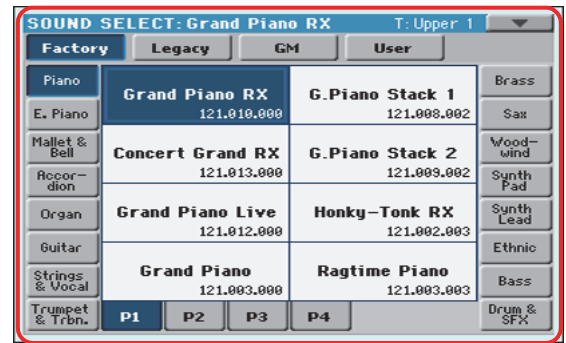 SOUND SELECT:Grand Piano RX T: Upper 1
Factory Legacy GM User
Piano
E. Piano
Mallet &
Bell
Accor-
dion
Organ
Guitar
Strings
& Vocal
Trumpet
& Trbn.
Grand Piano RX
121.010.000
G.Piano Stack 1
121.008.002
Concert Grand RX
121.013.000
G.Piano Stack 2
121.009.002
Grand Piano Live
121.012.000
Honky-Tonk RX
121.002.003
Grand Piano
121.003.000
Ragtime Piano
121.003.003
Brass
Sax
Wood-
wind
Synth
Pad
Synth
Lead
Ethnic
Bass
Drum &
SFX
P1 P2 P3 P4